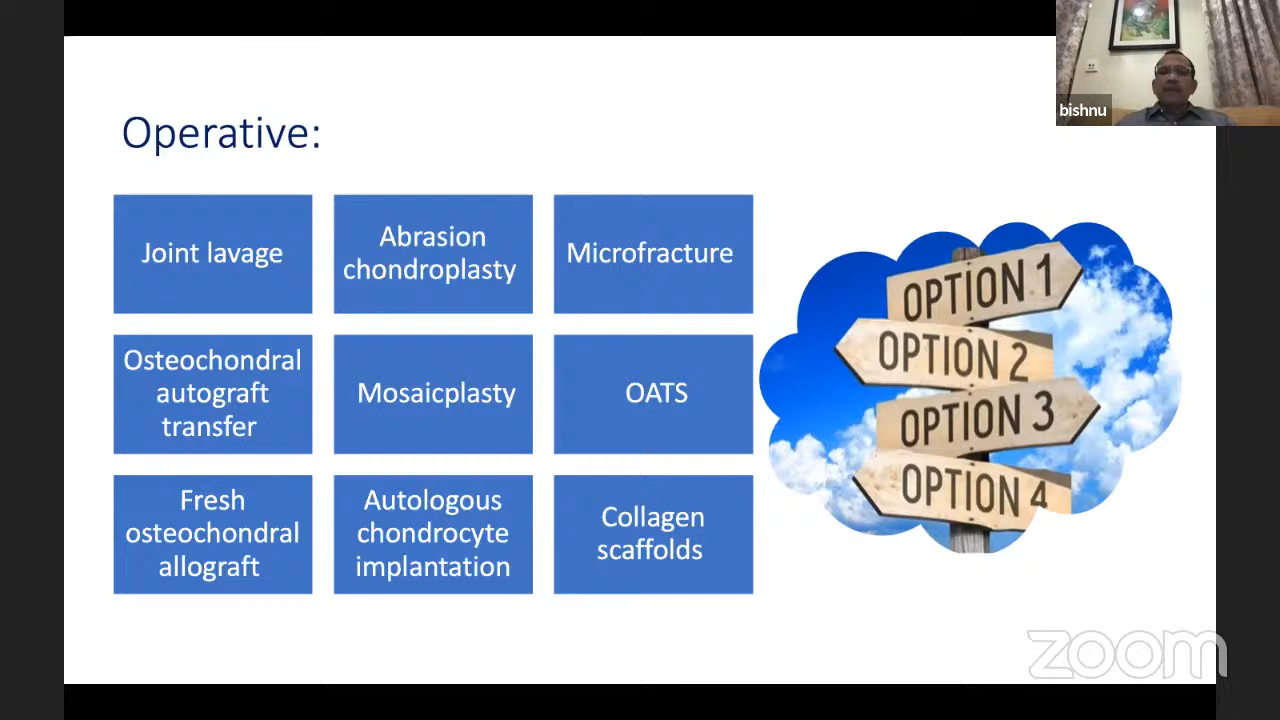 bishnu
Operative:
Joint lavage
Abrasion
chondroplasty
Microfracture
Osteochondral
autograft
transfer
Mosaicplasty
OATS
Fresh
osteochondral
allograft
Autologous
chondrocyte
implantation
Collagen
scaffolds
OPTION 1
OPTION 2
OPTION 3
OPTION 4
zoom